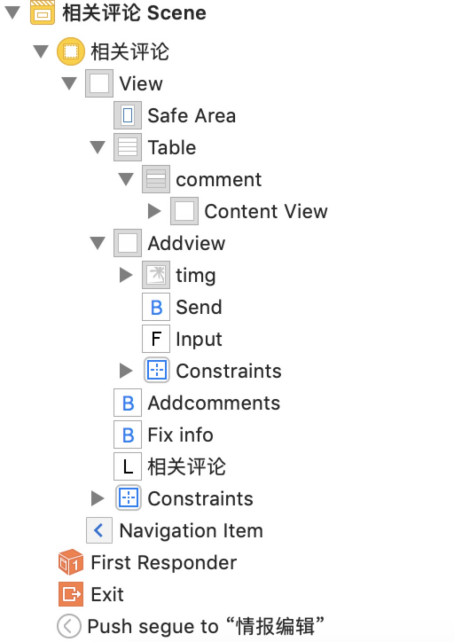 相关评论 Scene
相关评论
View
Safe Area
Table
comment
Content View
Addview
timg
B Send
F Input
Constraints
B Addcomments
B Fix info
L 相关评论
Constraints
Navigation Item
1 First Responder
Exit
Push segue to “情报编辑”